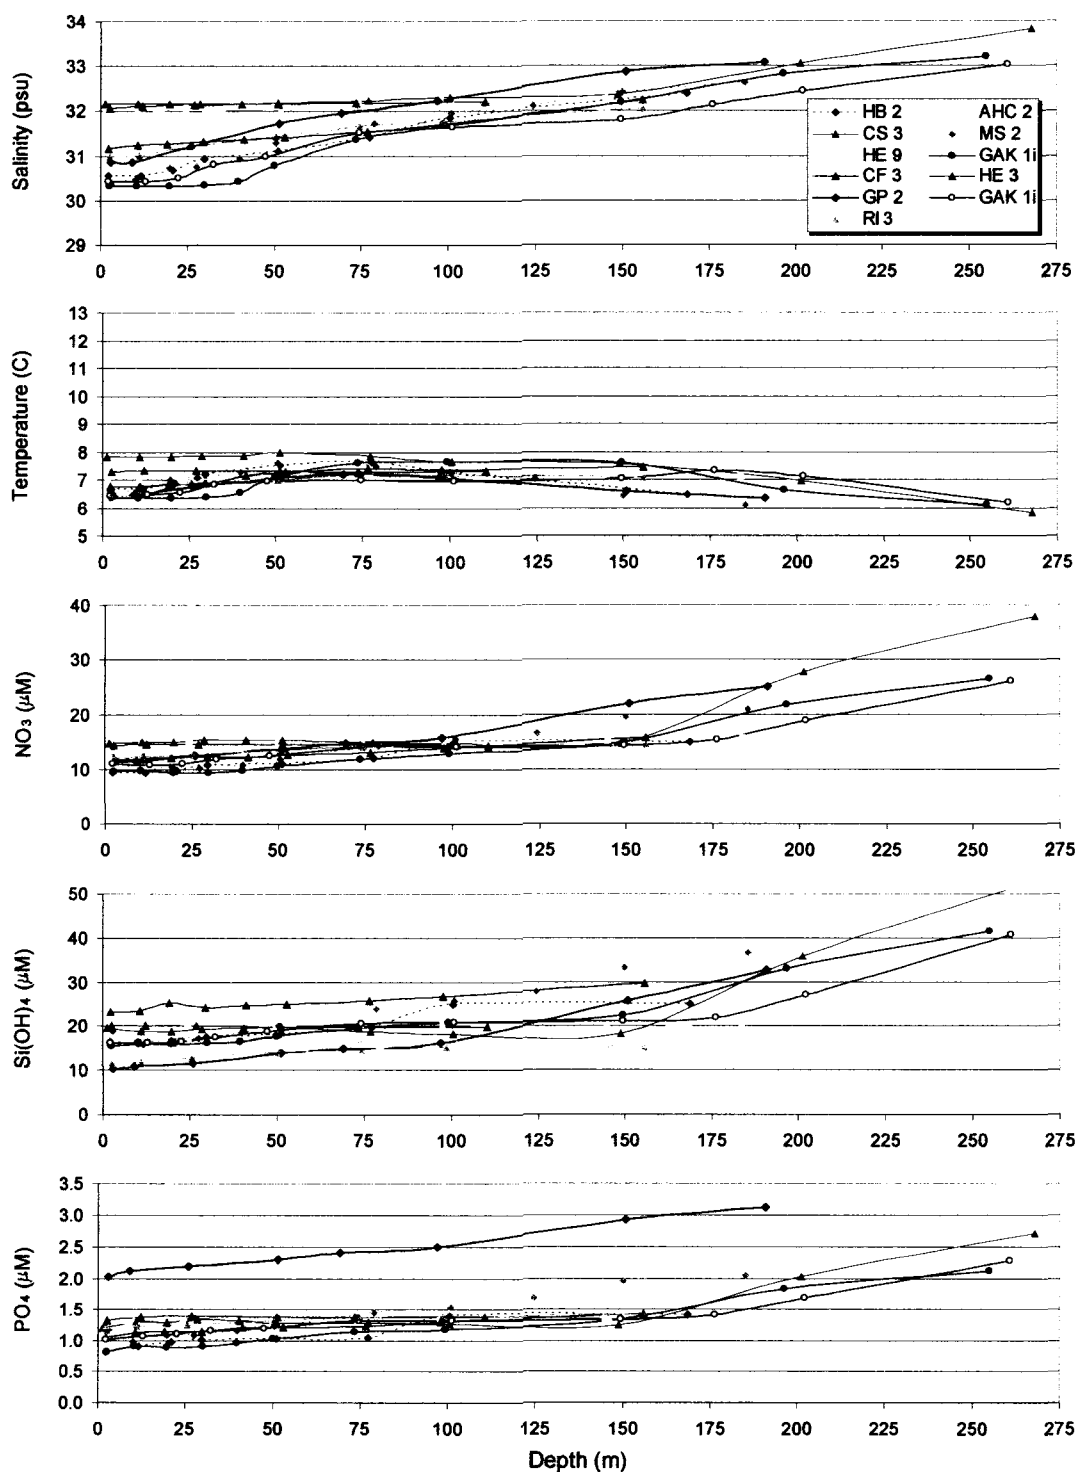 34
33
32
31
30
29
Salinity (psu)
HB 2 AHC 2
CS 3 MS 2
HE 9 GAK 1i
CF 3 HE 3
GP 2 GAK 1i
RI 3
0 25 50 75 100 125 150 175 200 225 250 275
13
12
11
10
9
8
7
6
5
Temperature (C)
0 25 50 75 100 125 150 175 200 225 250 275
40
30
20
10
0
NO₃ (μM)
0 25 50 75 100 125 150 175 200 225 250 275
50
40
30
20
10
0
Si(OH)₄ (μM)
0 25 50 75 100 125 150 175 200 225 250 275
3.5
3.0
2.5
2.0
1.5
1.0
0.5
0.0
PO₄ (μM)
0 25 50 75 100 125 150 175 200 225 250 275
Depth (m)